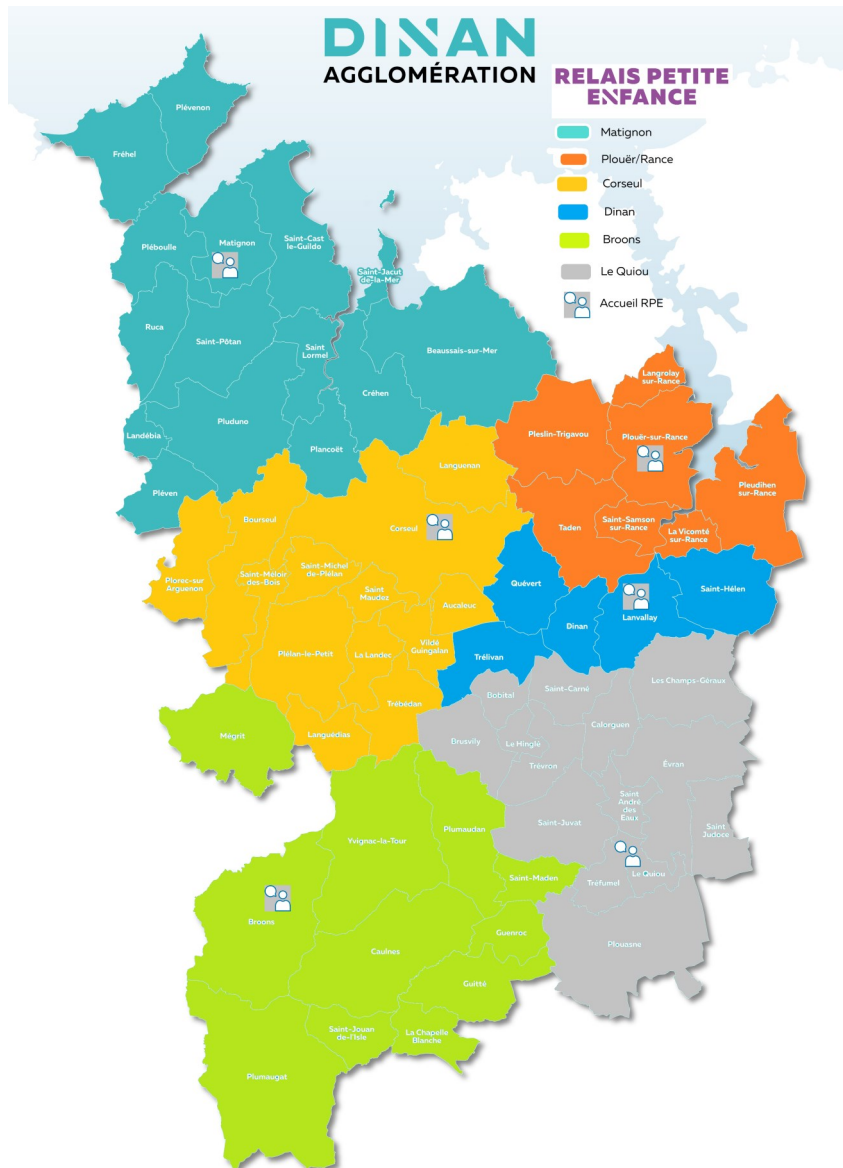 DINAN
AGGLOMÉRATION
RELAIS PETITE
ENFANCE
Matignon
Plouër/Rance
Corseul
Dinan
Broons
Le Quiou
Accueil RPE
Plévenon
Fréhel
Pléboulle
Matignon
Saint-Cast
le-Guildo
Saint-Jacut
de-la-Mer
Ruca
Saint-Pôtan
Saint
Lormel
Beaussais-sur-Mer
Créhen
Landébia
Pluduno
Plancoët
Pléven
Langrolay
sur-Rance
Pleslin-Trigavou
Plouër-sur-Rance
Pleudihen
sur-Rance
Taden
Saint-Samson
sur-Rance
La Vicomté
sur-Rance
Languenan
Bourseul
Corseul
Plorec-sur
Arguenon
Saint-Méloir
des-Bois
Saint-Michel
de-Plélan
Saint
Maudez
Aucaleuc
Plélan-le-Petit
La Landec
Vildé
Guingalan
Trébédan
Languédias
Quévert
Dinan
Lanvallay
Saint-Hélen
Trélivan
Bobital
Saint-Carné
Les Champs-Géraux
Brusvily
Le Hinglé
Calorguen
Trévron
Évran
Saint-Juvat
Saint
André
des
Eaux
Saint
Judoce
Tréfumel
Le Quiou
Plouasne
Mégrit
Yvignac-la-Tour
Plumaudan
Saint-Maden
Broons
Caulnes
Guenroc
Guitté
Saint-Jouan
de-l'Isle
La Chapelle
Blanche
Plumaugat